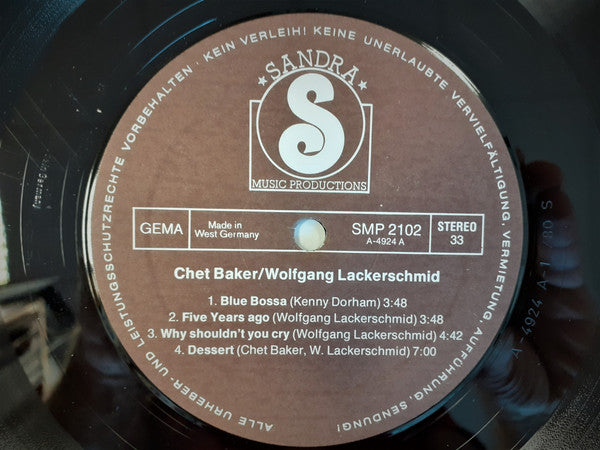 ALLE URHEBER- UND LEISTUNGSSCHUTZRECHTE VORBEHALTEN · KEIN VERLEIH! KEINE UNERLAUBTE VERVIELFÄLTIGUNG, VERMIETUNG, AUFFÜHRUNG, SENDUNG!
SANDRA
S
MUSIC PRODUCTIONS
GEMA
Made in
West Germany
SMP 2102
A-4924 A
STEREO
33
Chet Baker/Wolfgang Lackerschmid
1. Blue Bossa (Kenny Dorham) 3:48
2. Five Years ago (Wolfgang Lackerschmid) 3:48
3. Why shouldn't you cry (Wolfgang Lackerschmid) 4:42
4. Dessert (Chet Baker, W. Lackerschmid) 7:00
A-4924 A-1 /80 S